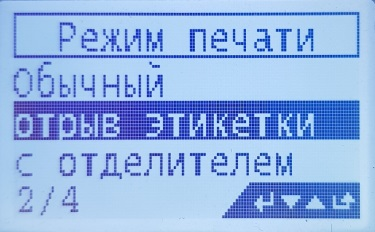 Режим печати
Обычный
отрыв этикетки
с отделителем
2/4